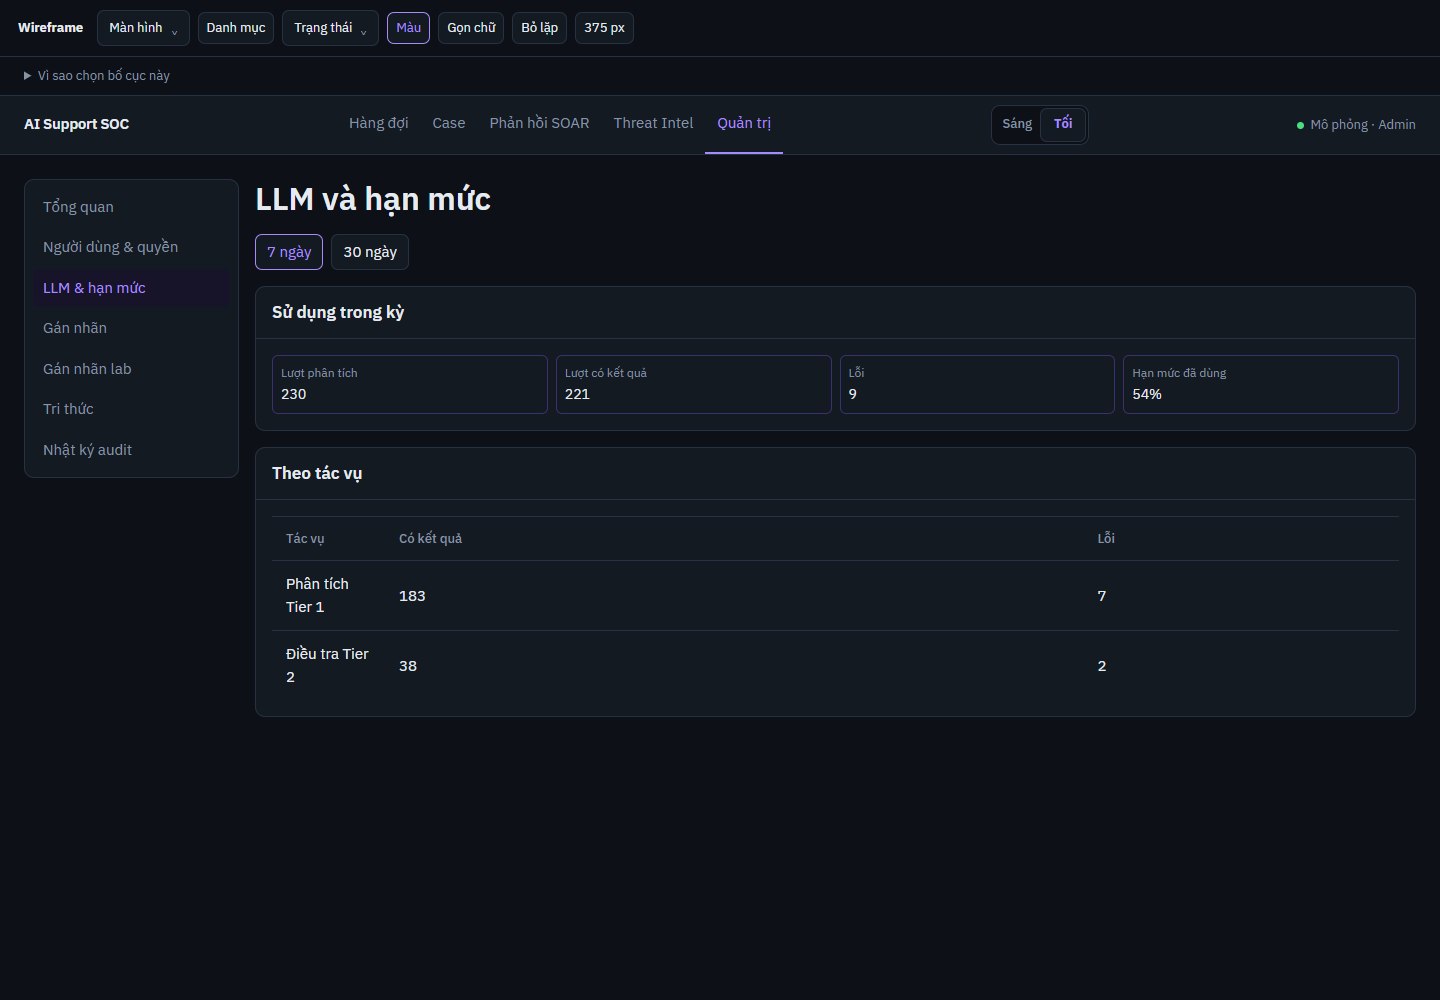 Wireframe Màn hình Danh mục Trạng thái Màu Gọn chữ Bỏ lặp 375 px
Vì sao chọn bố cục này
AI Support SOC Hàng đợi Case Phản hồi SOAR Threat Intel Quản trị Sáng Tối Mô phỏng · Admin
Tổng quan
Người dùng & quyền
LLM & hạn mức
Gán nhãn
Gán nhãn lab
Tri thức
Nhật ký audit
LLM và hạn mức
7 ngày 30 ngày
Sử dụng trong kỳ
Lượt phân tích
230
Lượt có kết quả
221
Lỗi
9
Hạn mức đã dùng
54%
Theo tác vụ
Tác vụ Có kết quả Lỗi
Phân tích
Tier 1
183 7
Điều tra Tier
2
38 2